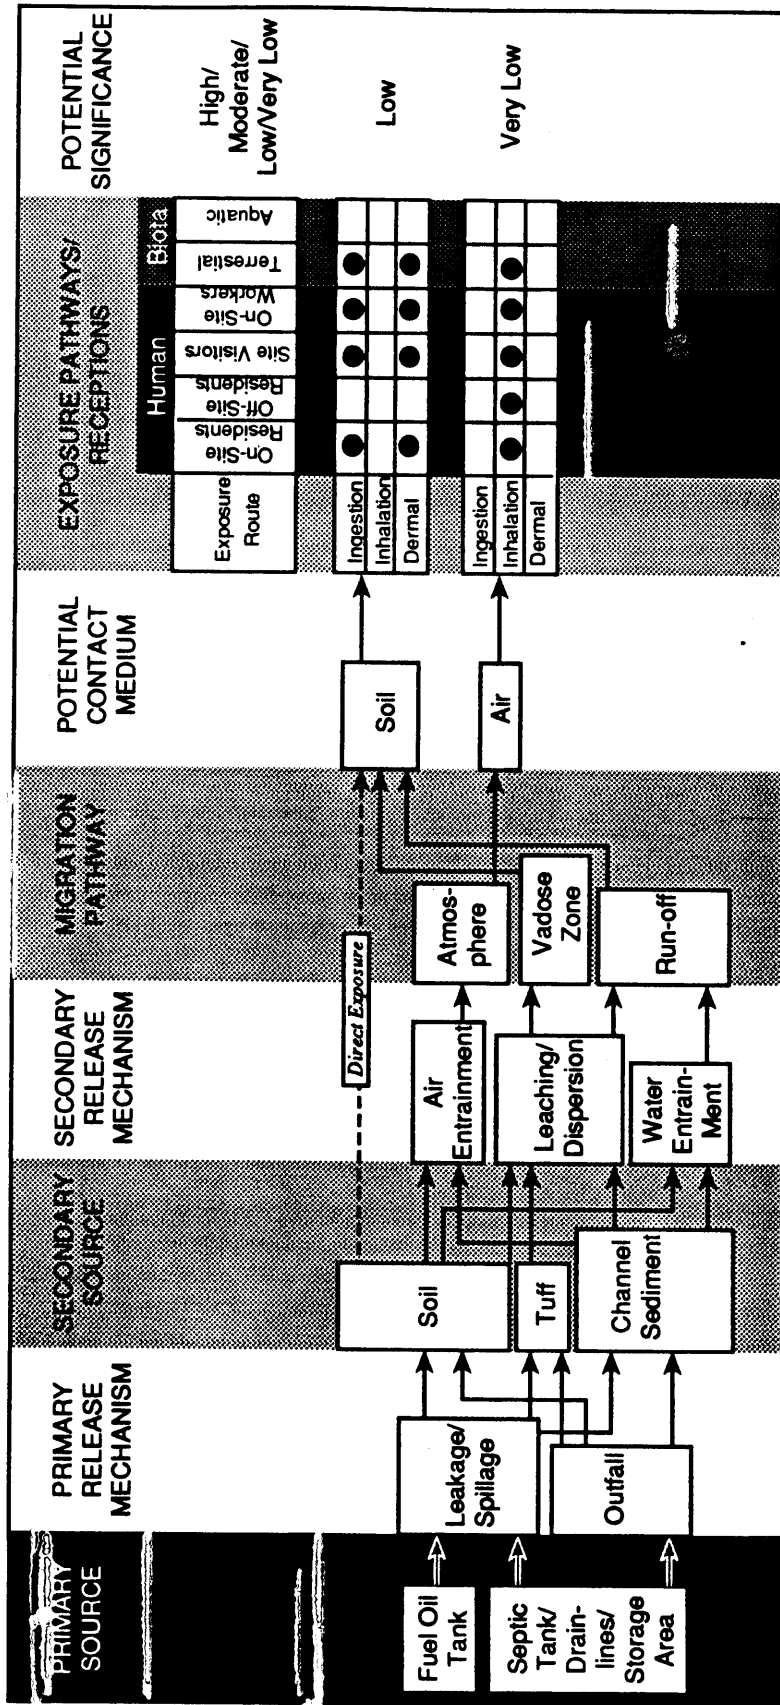 PRIMARY
SOURCE
PRIMARY
RELEASE
MECHANISM
SECONDARY
SOURCE
SECONDARY
RELEASE
MECHANISM
MIGRATION
PATHWAY
POTENTIAL
CONTACT
MEDIUM
EXPOSURE PATHWAYS/
RECEPTIONS
POTENTIAL
SIGNIFICANCE
Human
Biota
Exposure
Route
On-Site
Residents
Off-Site
Residents
Site Visitors
On-Site
Workers
Terrestial
Aquatic
High/
Moderate/
Low/Very Low
Fuel Oil
Tank
Septic
Tank/
Drain-
lines/
Storage
Area
Leakage/
Spillage
Outfall
Soil
Tuff
Channel
Sediment
Direct Exposure
Air
Entrainment
Leaching/
Dispersion
Water
Entrain-
Ment
Atmos-
phere
Vadose
Zone
Run-off
Soil
Air
Ingestion
Inhalation
Dermal
Low
Ingestion
Inhalation
Dermal
Very Low